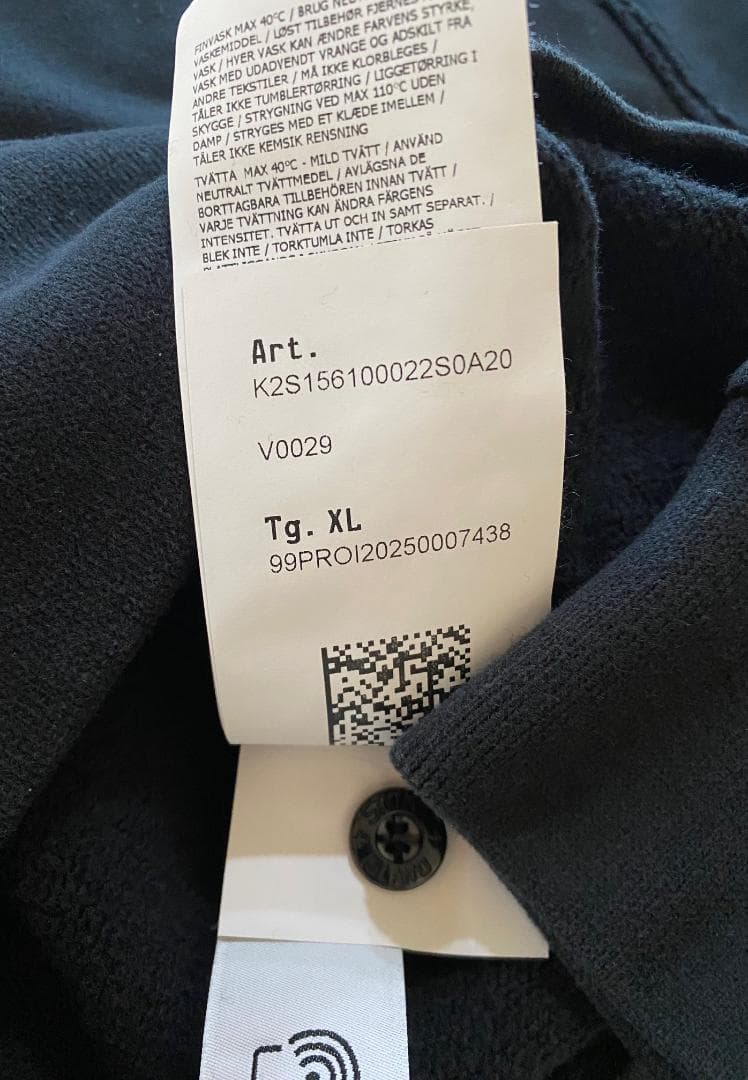 FINVASK MAX 40°C / BRUG
VASKEMIDDEL / LØST TILBEHØR FJERNES
VASK / HVER VASK KAN ÆNDRE FARVENS STYRKE,
VASK MED UDADVENDT VRANGE OG ADSKILT FRA
ANDRE TEKSTILER / MÅ IKKE KLORBLEGES /
TÅLER IKKE TUMBLERTØRRING / LIGGETØRRING I
SKYGGE / STRYGNING VED MAX 110°C UDEN
DAMP / STRYGES MED ET KLÆDE IMELLEM /
TÅLER IKKE KEMSIK RENSNING
TVÄTTA MAX 40°C - MILD TVÄTT / ANVÄND
NEUTRALT TVÄTTMEDEL / AVLÄGSNA DE
BORTTAGBARA TILLBEHÖREN INNAN TVÄTT /
VARJE TVÄTTNING KAN ÄNDRA FÄRGENS
INTENSITET. TVÄTTA UT OCH IN SAMT SEPARAT. /
BLEK INTE / TORKTUMLA INTE / TORKAS
Art.
K2S156100022S0A20
V0029
Tg. XL
99PROI20250007438